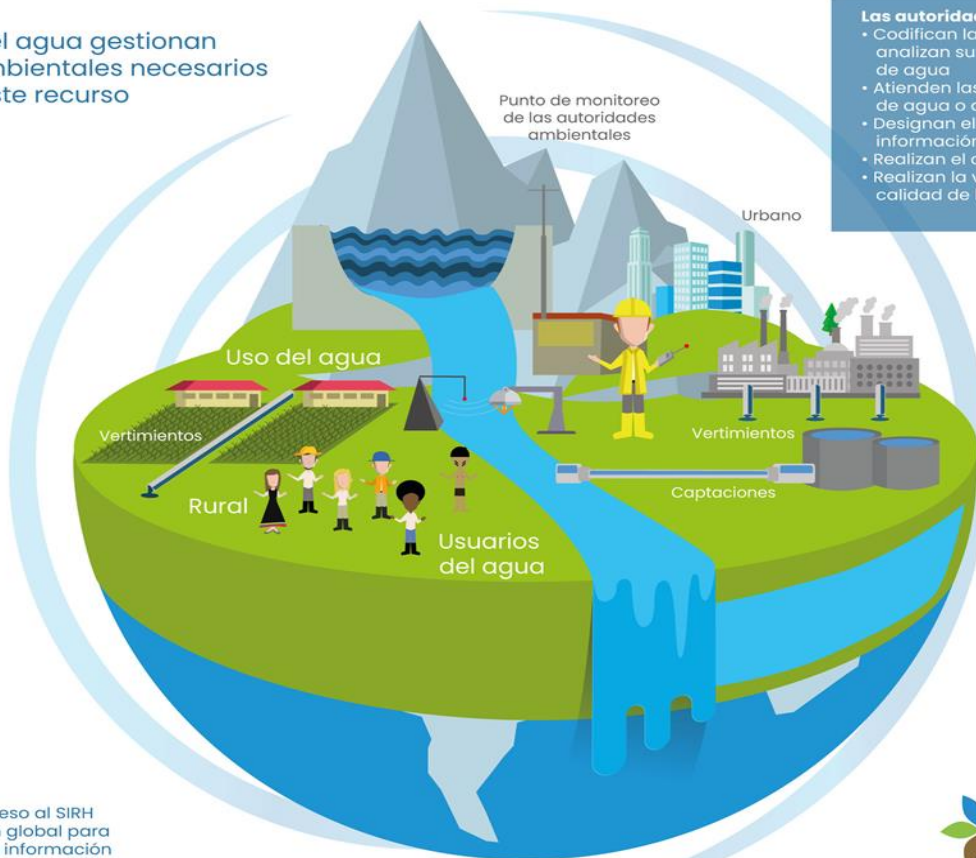 el agua gestionan
mbientales necesarios
ste recurso
Las autoridad
• Codifican la
analizan su
de agua
• Atienden las
de agua o
• Designan el
información
• Realizan el
• Realizan la
calidad de
Punto de monitoreo
de las autoridades
ambientales
Urbano
Uso del agua
Vertimientos
Vertimientos
Captaciones
Rural
Usuarios
del agua
eso al SIRH
global para
información